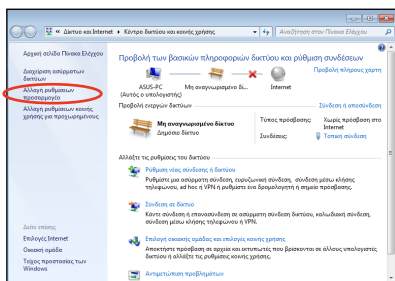 « Δίκτυο και Internet ▸ Κέντρο δικτύου και κοινής χρήσης
Αναζήτηση στον Πίνακα Ελέγχου
Αρχική σελίδα Πίνακα Ελέγχου
Διαχείριση ασύρματων
δικτύων
Αλλαγή ρυθμίσεων
προσαρμογέα
Αλλαγή ρυθμίσεων κοινής
χρήσης για προχωρημένους
Δείτε επίσης
Επιλογές Internet
Οικιακή ομάδα
Τείχος προστασίας των
Windows
Προβολή των βασικών πληροφοριών δικτύου και ρύθμιση συνδέσεων
Προβολή πλήρους χάρτη
ASUS-PC
(Αυτός ο υπολογιστής)
Μη αναγνωρισμένο δί...
Internet
Προβολή ενεργών δικτύων
Σύνδεση ή αποσύνδεση
Μη αναγνωρισμένο δίκτυο
Δημόσιο δίκτυο
Τύπος πρόσβασης: Χωρίς πρόσβαση στο
Internet
Συνδέσεις: Τοπική σύνδεση
Αλλάξτε τις ρυθμίσεις του δικτύου
Ρύθμιση νέας σύνδεσης ή δικτύου
Ρυθμίστε μια ασύρματη σύνδεση, ευρυζωνική σύνδεση, σύνδεση μέσω κλήσης
τηλεφώνου, ad hoc ή VPN ή ρυθμίστε ένα δρομολογητή ή σημείο πρόσβασης.
Σύνδεση σε δίκτυο
Κάντε σύνδεση ή επανασύνδεση σε ασύρματη σύνδεση δικτύου, καλωδιακή σύνδεση,
σύνδεση μέσω κλήσης τηλεφώνου ή VPN.
Επιλογή οικιακής ομάδας και επιλογές κοινής χρήσης
Αποκτήστε πρόσβαση σε αρχεία και εκτυπωτές που βρίσκονται σε άλλους υπολογιστές
δικτύου ή αλλάξτε τις ρυθμίσεις κοινής χρήσης.
Αντιμετώπιση προβλημάτων